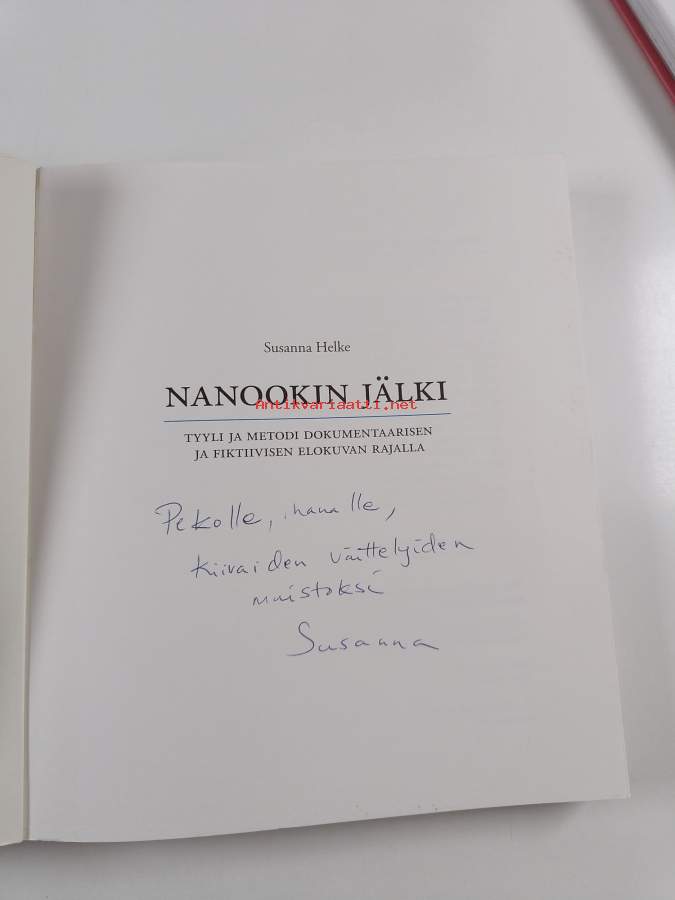 Susanna Helke
NANOOKIN JÄLKI
Antikvariaatti.net
TYYLI JA METODI DOKUMENTAARISEN
JA FIKTIIVISEN ELOKUVAN RAJALLA
Pekolle, ihanalle,
kiivaiden väittelyiden
muistoksi
Susanna